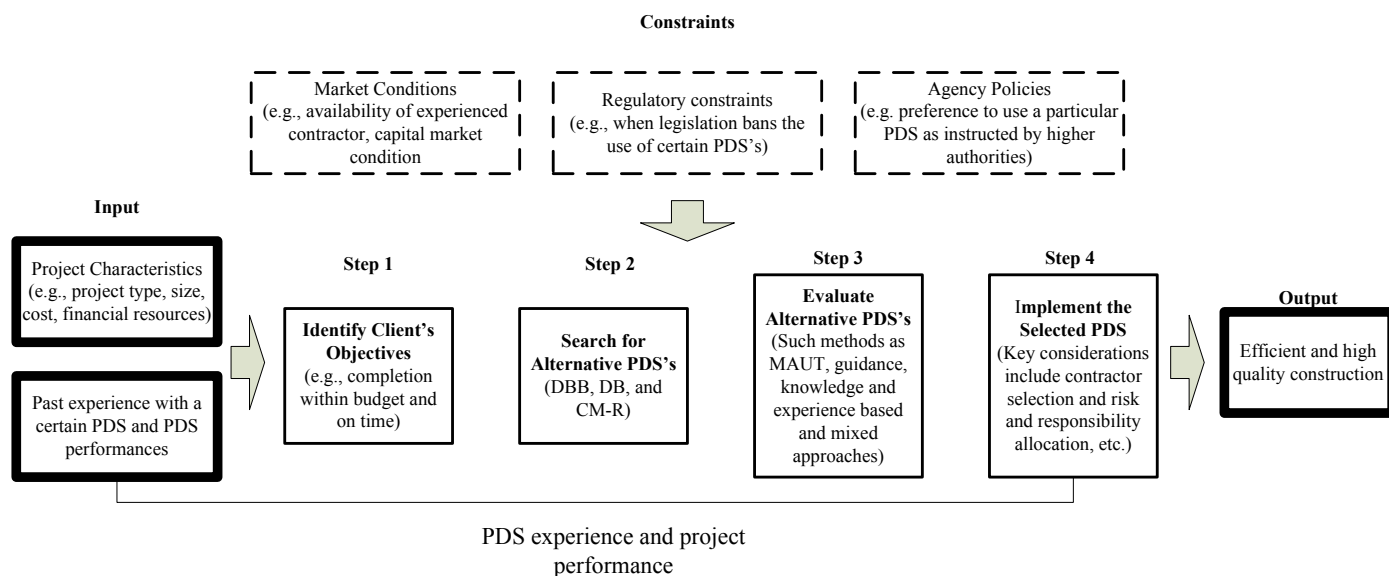 Constraints
Market Conditions
(e.g., availability of experienced
contractor, capital market
condition
Regulatory constraints
(e.g., when legislation bans the
use of certain PDS’s)
Agency Policies
(e.g. preference to use a particular
PDS as instructed by higher
authorities)
Input
Project Characteristics
(e.g., project type, size,
cost, financial resources)
Past experience with a
certain PDS and PDS
performances
Step 1
Identify Client’s
Objectives
(e.g., completion
within budget and
on time)
Step 2
Search for
Alternative PDS’s
(DBB, DB, and
CM-R)
Step 3
Evaluate
Alternative PDS’s
(Such methods as
MAUT, guidance,
knowledge and
experience based
and mixed
approaches)
Step 4
Implement the
Selected PDS
(Key considerations
include contractor
selection and risk
and responsibility
allocation, etc.)
Output
Efficient and high
quality construction
PDS experience and project
performance